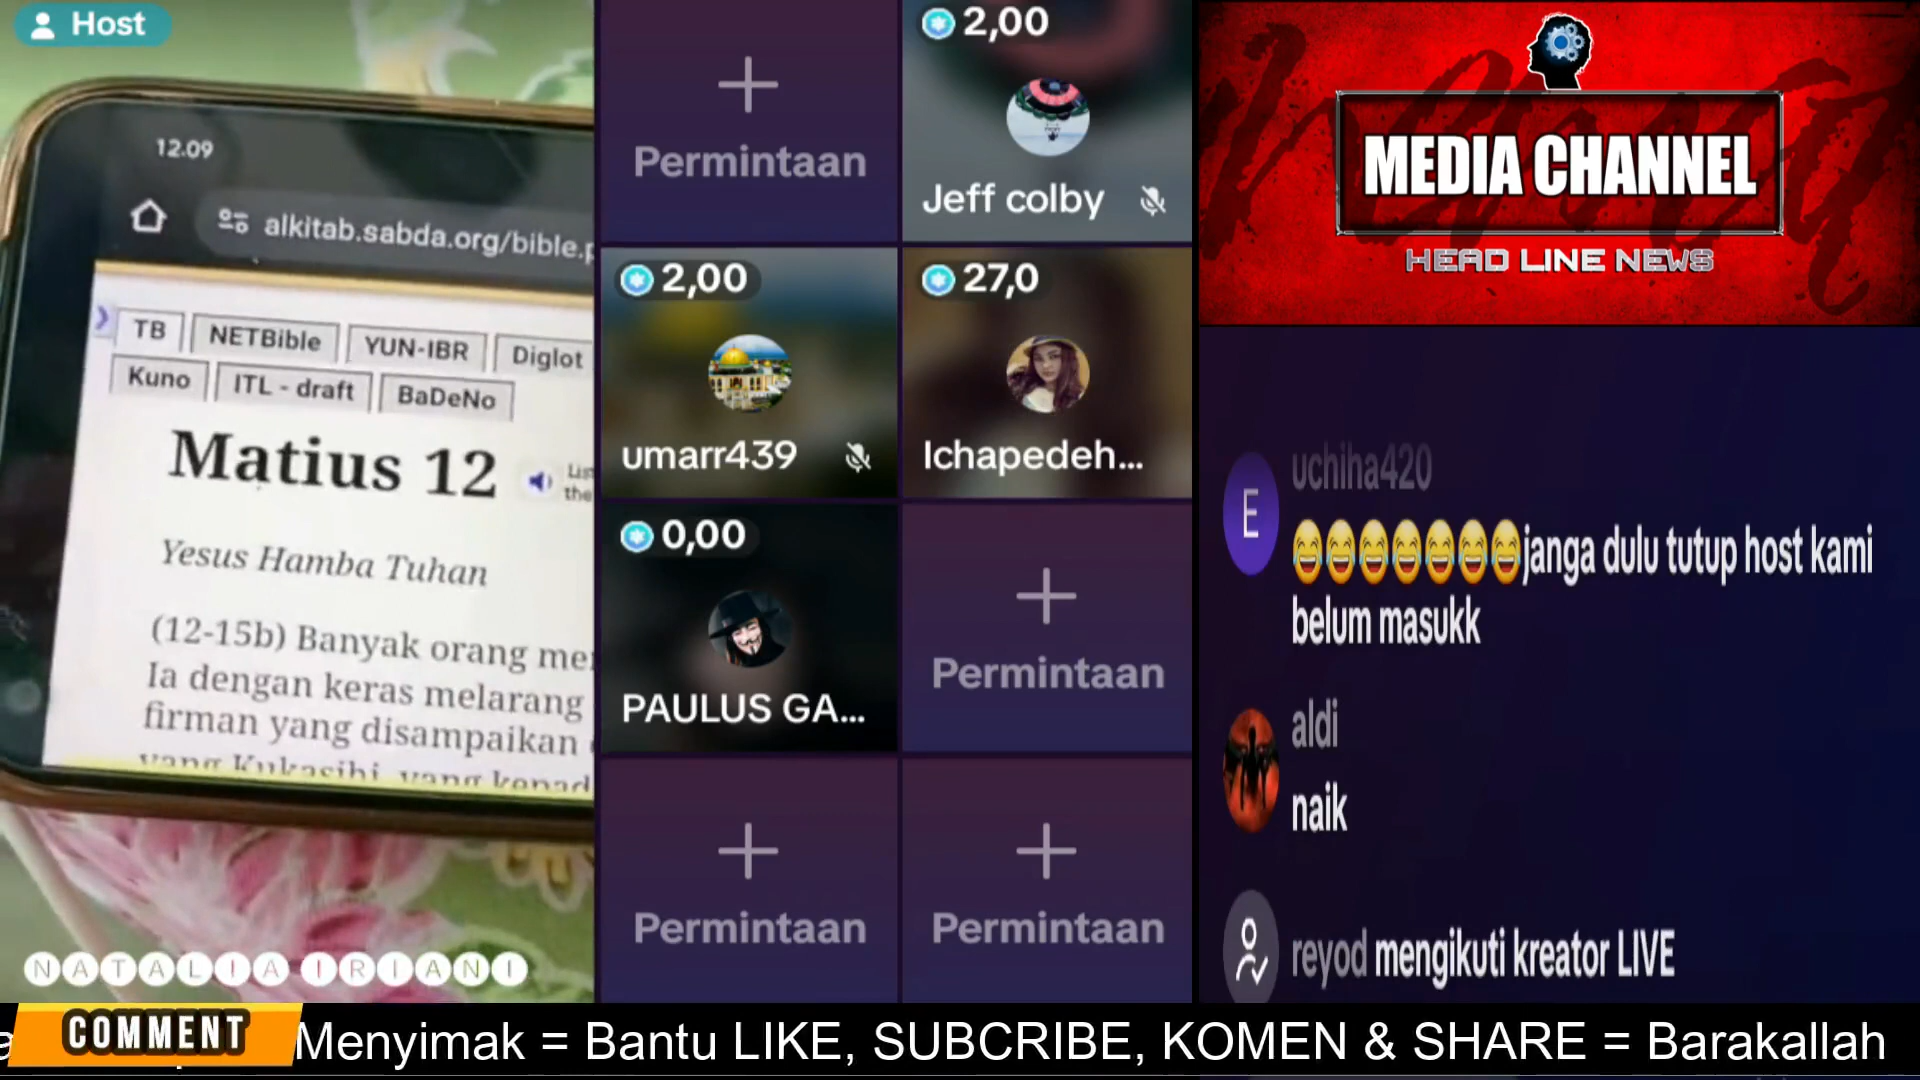 Host
12.09
alkitab.sabda.org/bible.p
TB
NETBible
YUN-IBR
Diglot
Kuno
ITL - draft
BaDeNo
Matius 12
Yesus Hamba Tuhan
(12-15b) Banyak orang me
Ia dengan keras melarang
firman yang disampaikan
yang Kukasihi, yang kepad
NATALIA IRIANI
Permintaan
2,00
Jeff colby
2,00
umarr439
27,0
Ichapedeh...
0,00
PAULUS GA...
Permintaan
Permintaan
Permintaan
MEDIA CHANNEL
HEAD LINE NEWS
E
uchiha420
😂😂😂😂😂😂😂janga dulu tutup host kami
belum masukk
aldi
naik
reyod mengikuti kreator LIVE
COMMENT
Menyimak = Bantu LIKE, SUBCRIBE, KOMEN & SHARE = Barakallah